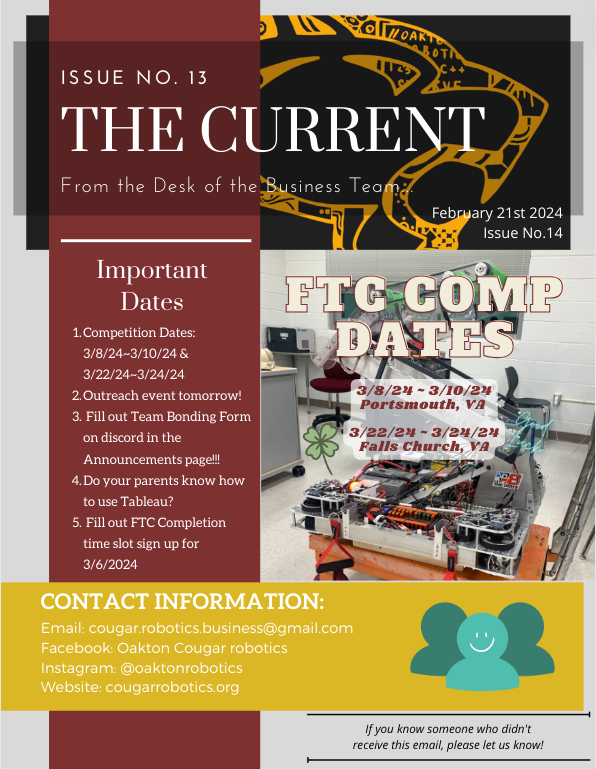 OAKTO
ROBOTI
C++
ISSUE NO. 13
THE CURRENT
From the Desk of the Business Team...
February 21st 2024
Issue No.14
Important
Dates
1.Competition Dates:
3/8/24~3/10/24 &
3/22/24~3/24/24
2.Outreach event tomorrow!
3. Fill out Team Bonding Form
on discord in the
Announcements page!!!
4.Do your parents know how
to use Tableau?
5. Fill out FTC Completion
time slot sign up for
3/6/2024
FTC COMP
DATES
3/8/24 ~ 3/10/24
Portsmouth, VA
3/22/24 ~ 3/24/24
Falls Church, VA
CONTACT INFORMATION:
Email: cougar.robotics.business@gmail.com
Facebook: Oakton Cougar robotics
Instagram: @oaktonrobotics
Website: cougarrobotics.org
If you know someone who didn't
receive this email, please let us know!